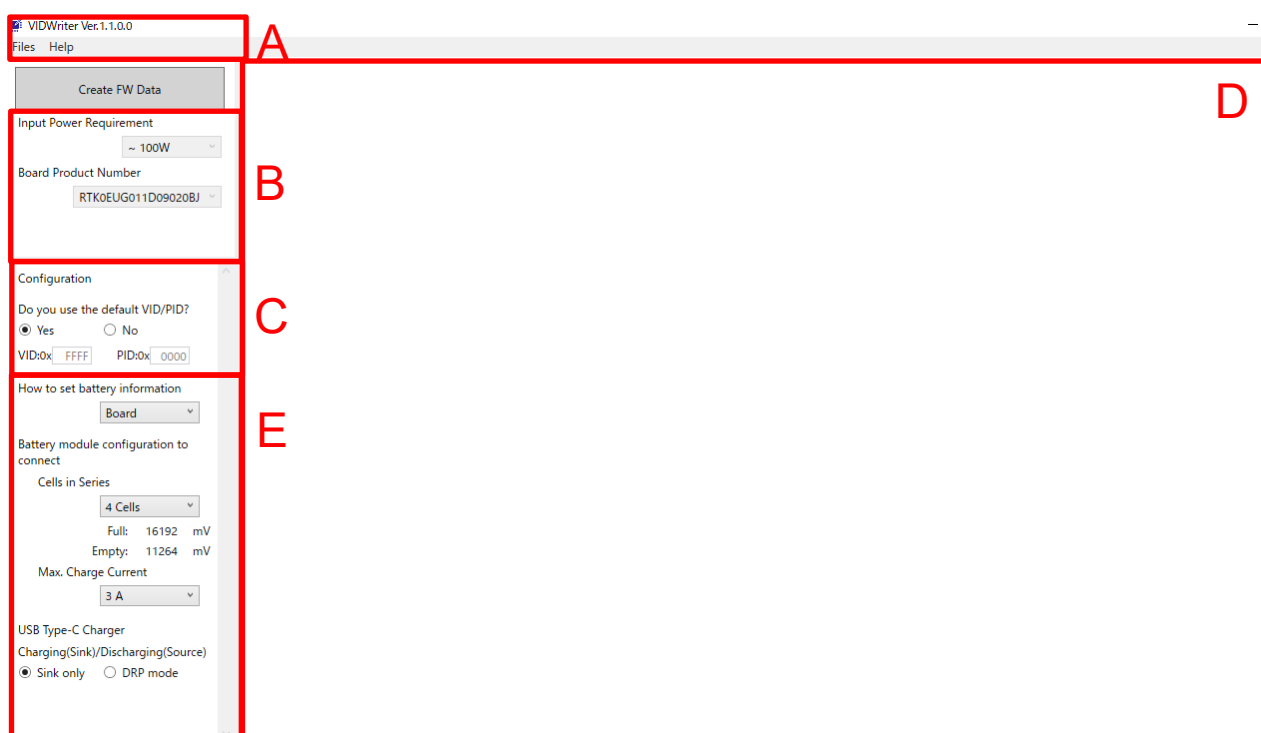 VIDWriter Ver.1.1.0.0
Files Help
A
D
Create FW Data
Input Power Requirement
~ 100W
Board Product Number
B
RTK0EUG011D09020BJ
Configuration
Do you use the default VID/PID?
C
Yes No
VID:0x FFFF PID:0x 0000
How to set battery information
Board
E
Battery module configuration to
connect
Cells in Series
4 Cells
Full: 16192 mV
Empty: 11264 mV
Max. Charge Current
3 A
USB Type-C Charger
Charging(Sink)/Discharging(Source)
Sink only DRP mode